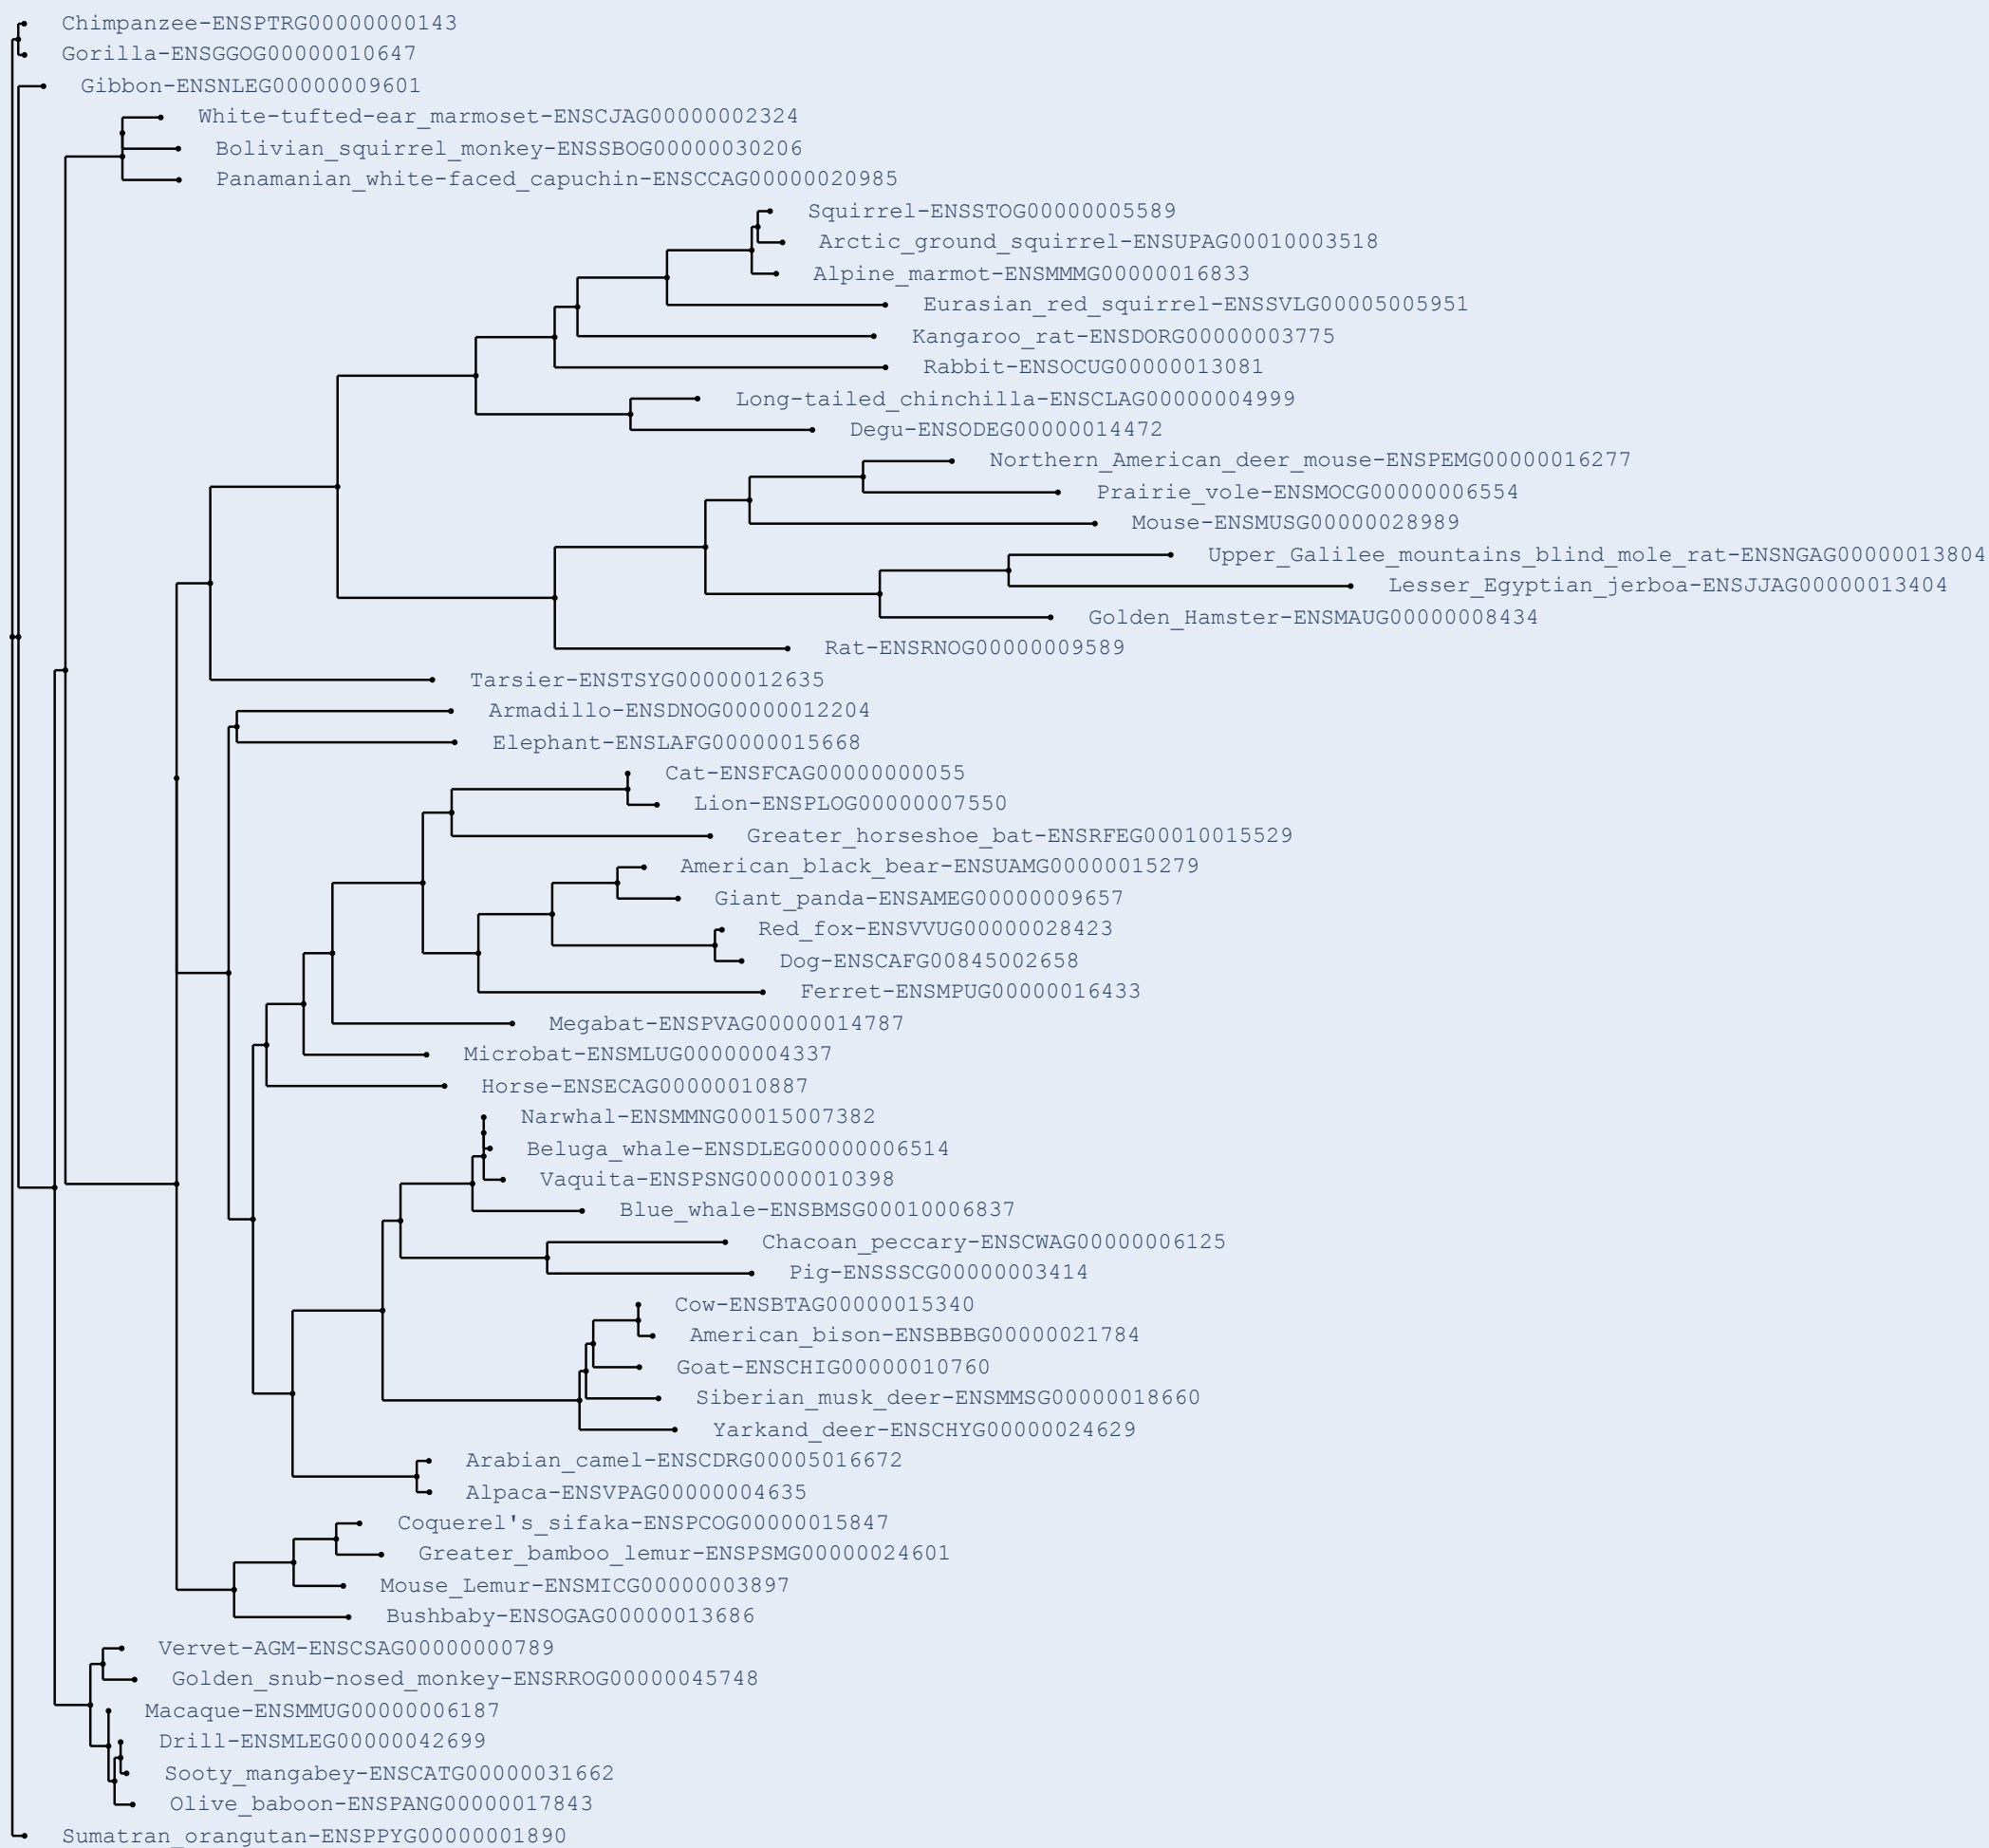 Chimpanzee-ENSPTRG00000000143
Gorilla-ENSGGOG00000010647
Gibbon-ENSNLEG00000009601
White-tufted-ear_marmoset-ENSCJAG00000002324
Bolivian_squirrel_monkey-ENSSBOG00000030206
Panamanian_white-faced_capuchin-ENSCCAG00000020985
Squirrel-ENSSTOG00000005589
Arctic_ground_squirrel-ENSUPAG00010003518
Alpine_marmot-ENSMMMG00000016833
Eurasian_red_squirrel-ENSSVLG00005005951
Kangaroo_rat-ENSDORG00000003775
Rabbit-ENSOCUG00000013081
Long-tailed_chinchilla-ENSCLAG00000004999
Degu-ENSODEG00000014472
Northern_American_deer_mouse-ENSPEMG00000016277
Prairie_vole-ENSMOCG00000006554
Mouse-ENSMUSG00000028989
Upper_Galilee_mountains_blind_mole_rat-ENSNGAG00000013804
Lesser_Egyptian_jerboa-ENSJJAG00000013404
Golden_Hamster-ENSMAUG00000008434
Rat-ENSRNOG00000009589
Tarsier-ENSTSYG00000012635
Armadillo-ENSDNOG00000012204
Elephant-ENSLAFG00000015668
Cat-ENSFCAG00000000055
Lion-ENSPLOG00000007550
Greater_horseshoe_bat-ENSRFEG00010015529
American_black_bear-ENSUAMG00000015279
Giant_panda-ENSAMEG00000009657
Red_fox-ENSVVUG00000028423
Dog-ENSCAFG00845002658
Ferret-ENSMPUG00000016433
Megabat-ENSPVAG00000014787
Microbat-ENSMLUG00000004337
Horse-ENSECAG00000010887
Narwhal-ENSMMNG00015007382
Beluga_whale-ENSDLEG00000006514
Vaquita-ENSPSNG00000010398
Blue_whale-ENSBMSG00010006837
Chacoan_peccary-ENSCWAG00000006125
Pig-ENSSSCG00000003414
Cow-ENSBTAG00000015340
American_bison-ENSBBBG00000021784
Goat-ENSCHIG00000010760
Siberian_musk_deer-ENSMMSG00000018660
Yarkand_deer-ENSCHYG00000024629
Arabian_camel-ENSCDRG00005016672
Alpaca-ENSVPAG00000004635
Coquerel's_sifaka-ENSPCOG00000015847
Greater_bamboo_lemur-ENSPSMG00000024601
Mouse_Lemur-ENSMICG00000003897
Bushbaby-ENSOGAG00000013686
Vervet-AGM-ENSCSAG00000000789
Golden_snub-nosed_monkey-ENSRROG00000045748
Macaque-ENSMMUG00000006187
Drill-ENSMLEG00000042699
Sooty_mangabey-ENSCATG00000031662
Olive_baboon-ENSPANG00000017843
Sumatran_orangutan-ENSPPYG00000001890